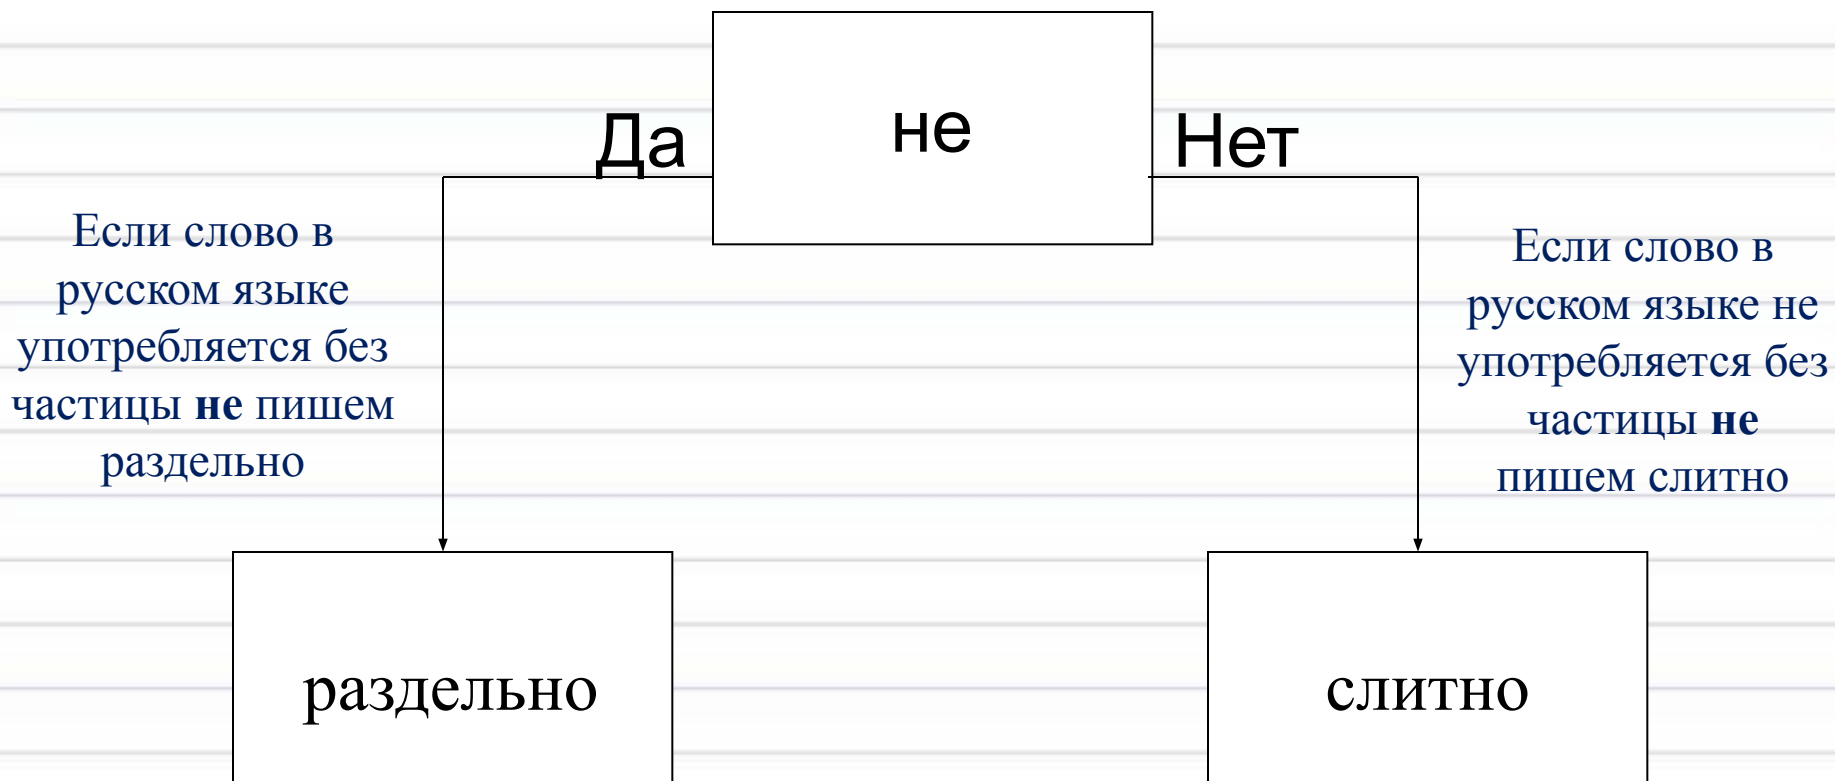 не
Да
Нет
Если слово в
русском языке
употребляется без
частицы не пишем
раздельно
Если слово в
русском языке не
употребляется без
частицы не
пишем слитно
раздельно
слитно